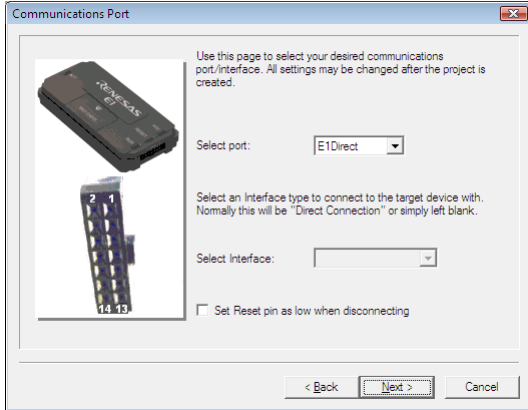 Communications Port
Use this page to select your desired communications
port/interface. All settings may be changed after the project is
created.
RENESAS
E1
Select port:
E1Direct
Select an Interface type to connect to the target device with.
Normally this will be "Direct Connection" or simply left blank.
2 1
14 13
Select Interface:
Set Reset pin as low when disconnecting
< Back
Next >
Cancel